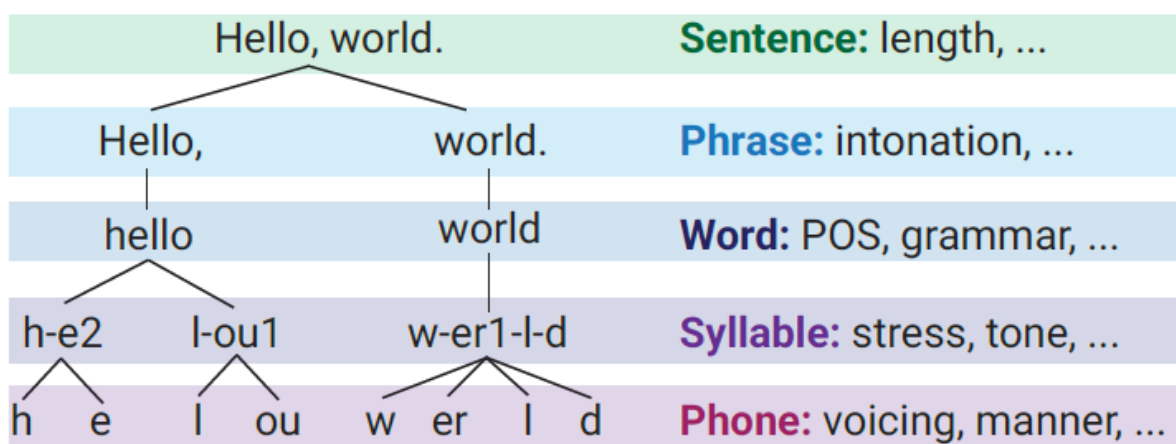 Hello, world. Sentence: length, ...
Hello, world. Phrase: intonation, ...
hello world Word: POS, grammar, ...
h-e2 l-ou1 w-er1-l-d Syllable: stress, tone, ...
h e l ou w er l d Phone: voicing, manner, ...